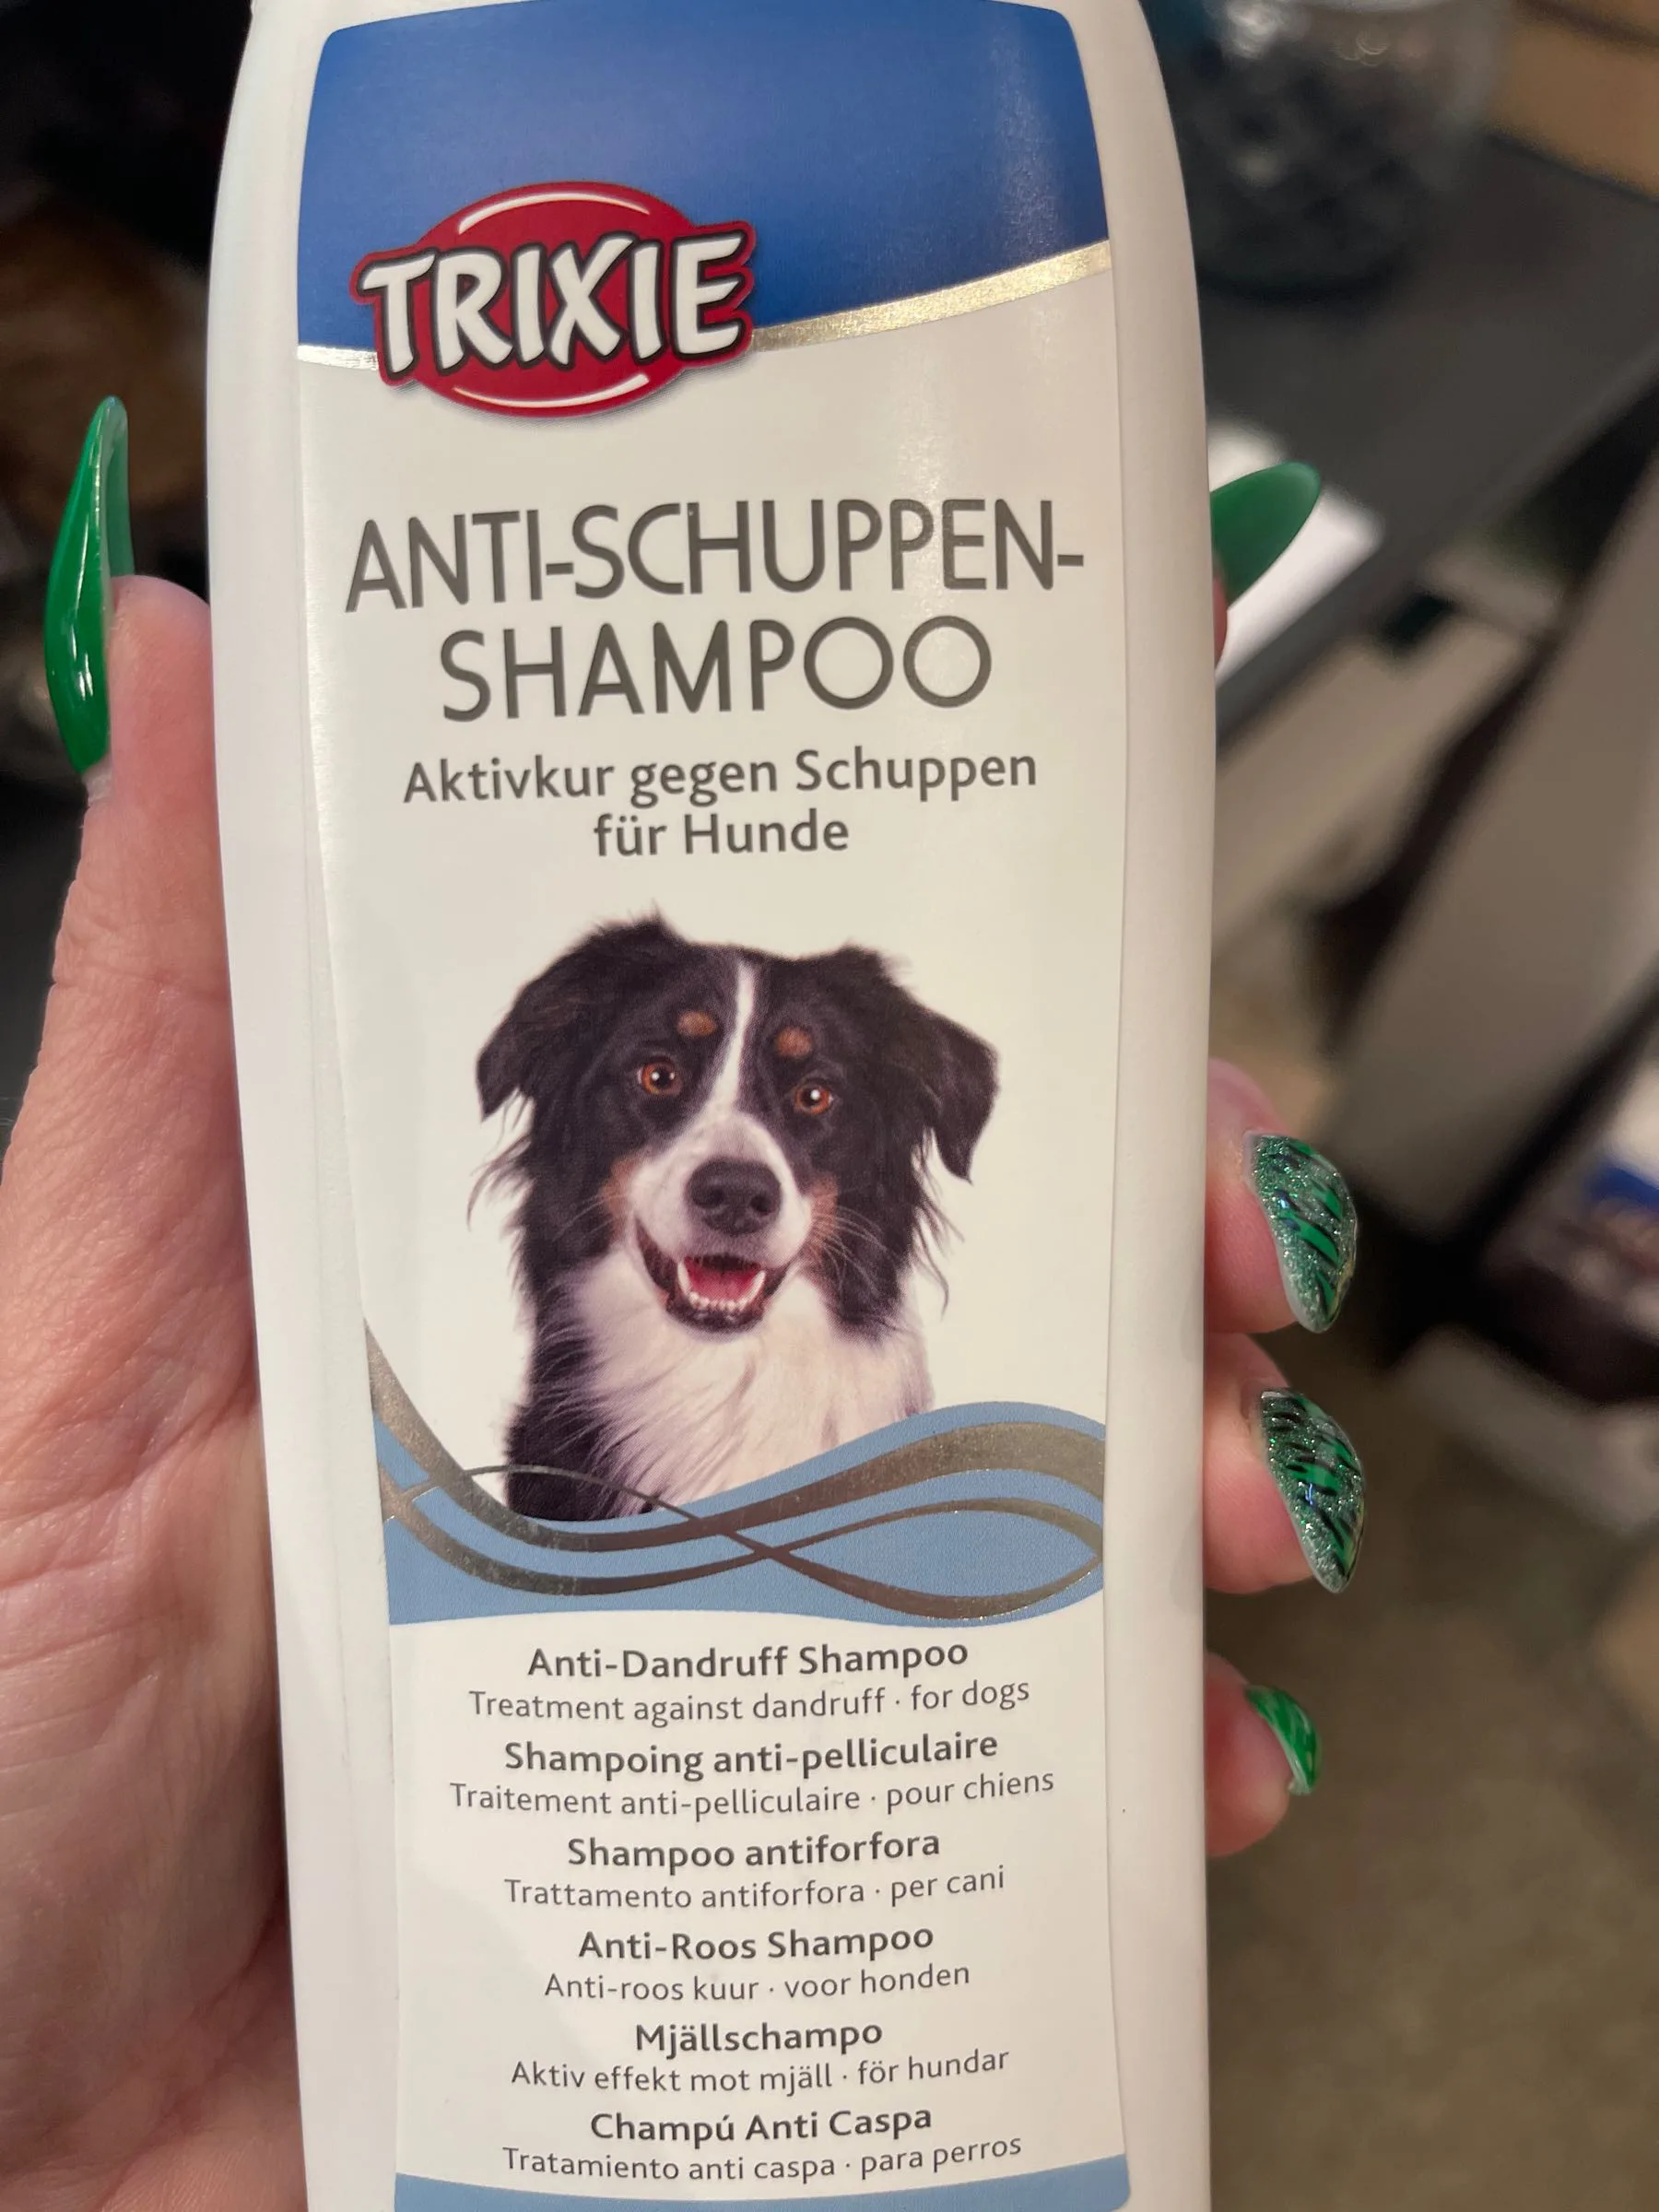 TRIXIE
ANTI-SCHUPPEN-
SHAMPOO
Aktivkur gegen Schuppen
für Hunde
Anti-Dandruff Shampoo
Treatment against dandruff · for dogs
Shampoing anti-pelliculaire
Traitement anti-pelliculaire · pour chiens
Shampoo antiforfora
Trattamento antiforfora · per cani
Anti-Roos Shampoo
Anti-roos kuur · voor honden
Mjällschampo
Aktiv effekt mot mjäll · för hundar
Champú Anti Caspa
Tratamiento anti caspa · para perros